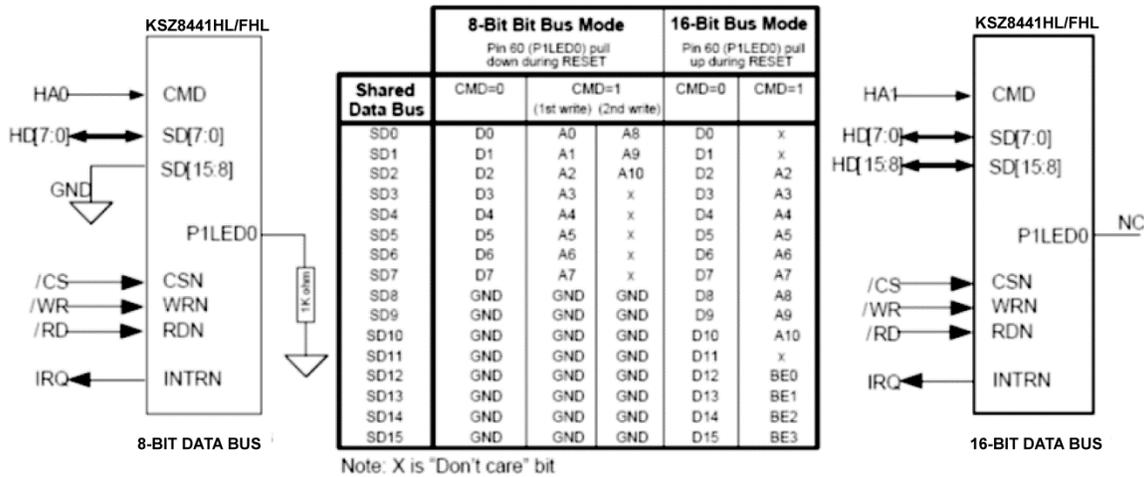 KSZ8441HL/FHL
HA0 CMD
HD[7:0] SD[7:0]
SD[15:8]
GND
P1LED0
1K ohm
/CS CSN
/WR WRN
/RD RDN
IRQ INTRN
8-BIT DATA BUS
8-Bit Bit Bus Mode 16-Bit Bus Mode
Pin 60 (P1LED0) pull Pin 60 (P1LED0) pull
down during RESET up during RESET
Shared CMD=0 CMD=1 CMD=0 CMD=1
Data Bus (1st write) (2nd write)
SD0 D0 A0 A8 D0 x
SD1 D1 A1 A9 D1 x
SD2 D2 A2 A10 D2 A2
SD3 D3 A3 x D3 A3
SD4 D4 A4 x D4 A4
SD5 D5 A5 x D5 A5
SD6 D6 A6 x D6 A6
SD7 D7 A7 x D7 A7
SD8 GND GND GND D8 A8
SD9 GND GND GND D9 A9
SD10 GND GND GND D10 A10
SD11 GND GND GND D11 x
SD12 GND GND GND D12 BE0
SD13 GND GND GND D13 BE1
SD14 GND GND GND D14 BE2
SD15 GND GND GND D15 BE3
Note: X is "Don't care" bit
KSZ8441HL/FHL
HA1 CMD
HD[7:0] SD[7:0]
HD[15:8] SD[15:8]
P1LED0 NC
/CS CSN
/WR WRN
/RD RDN
IRQ INTRN
16-BIT DATA BUS